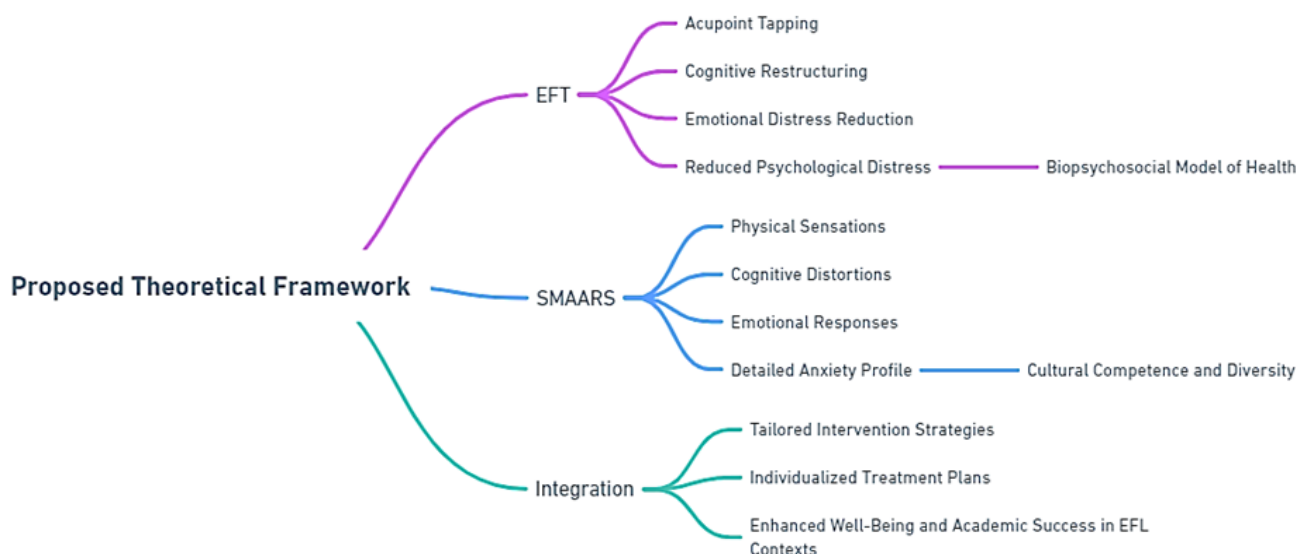 Acupoint Tapping
Cognitive Restructuring
EFT
Emotional Distress Reduction
Reduced Psychological Distress
Biopsychosocial Model of Health
Physical Sensations
Cognitive Distortions
Proposed Theoretical Framework
SMAARS
Emotional Responses
Detailed Anxiety Profile
Cultural Competence and Diversity
Tailored Intervention Strategies
Individualized Treatment Plans
Integration
Enhanced Well-Being and Academic Success in EFL
Contexts